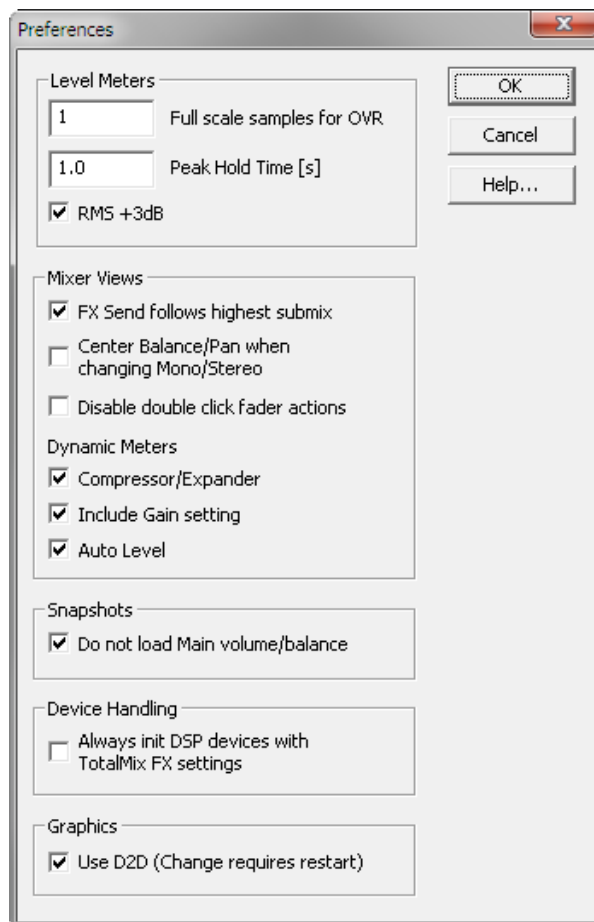 Preferences
Level Meters
1 Full scale samples for OVR
1.0 Peak Hold Time [s]
RMS +3dB
OK
Cancel
Help...
Mixer Views
FX Send follows highest submix
Center Balance/Pan when
changing Mono/Stereo
Disable double click fader actions
Dynamic Meters
Compressor/Expander
Include Gain setting
Auto Level
Snapshots
Do not load Main volume/balance
Device Handling
Always init DSP devices with
TotalMix FX settings
Graphics
Use D2D (Change requires restart)